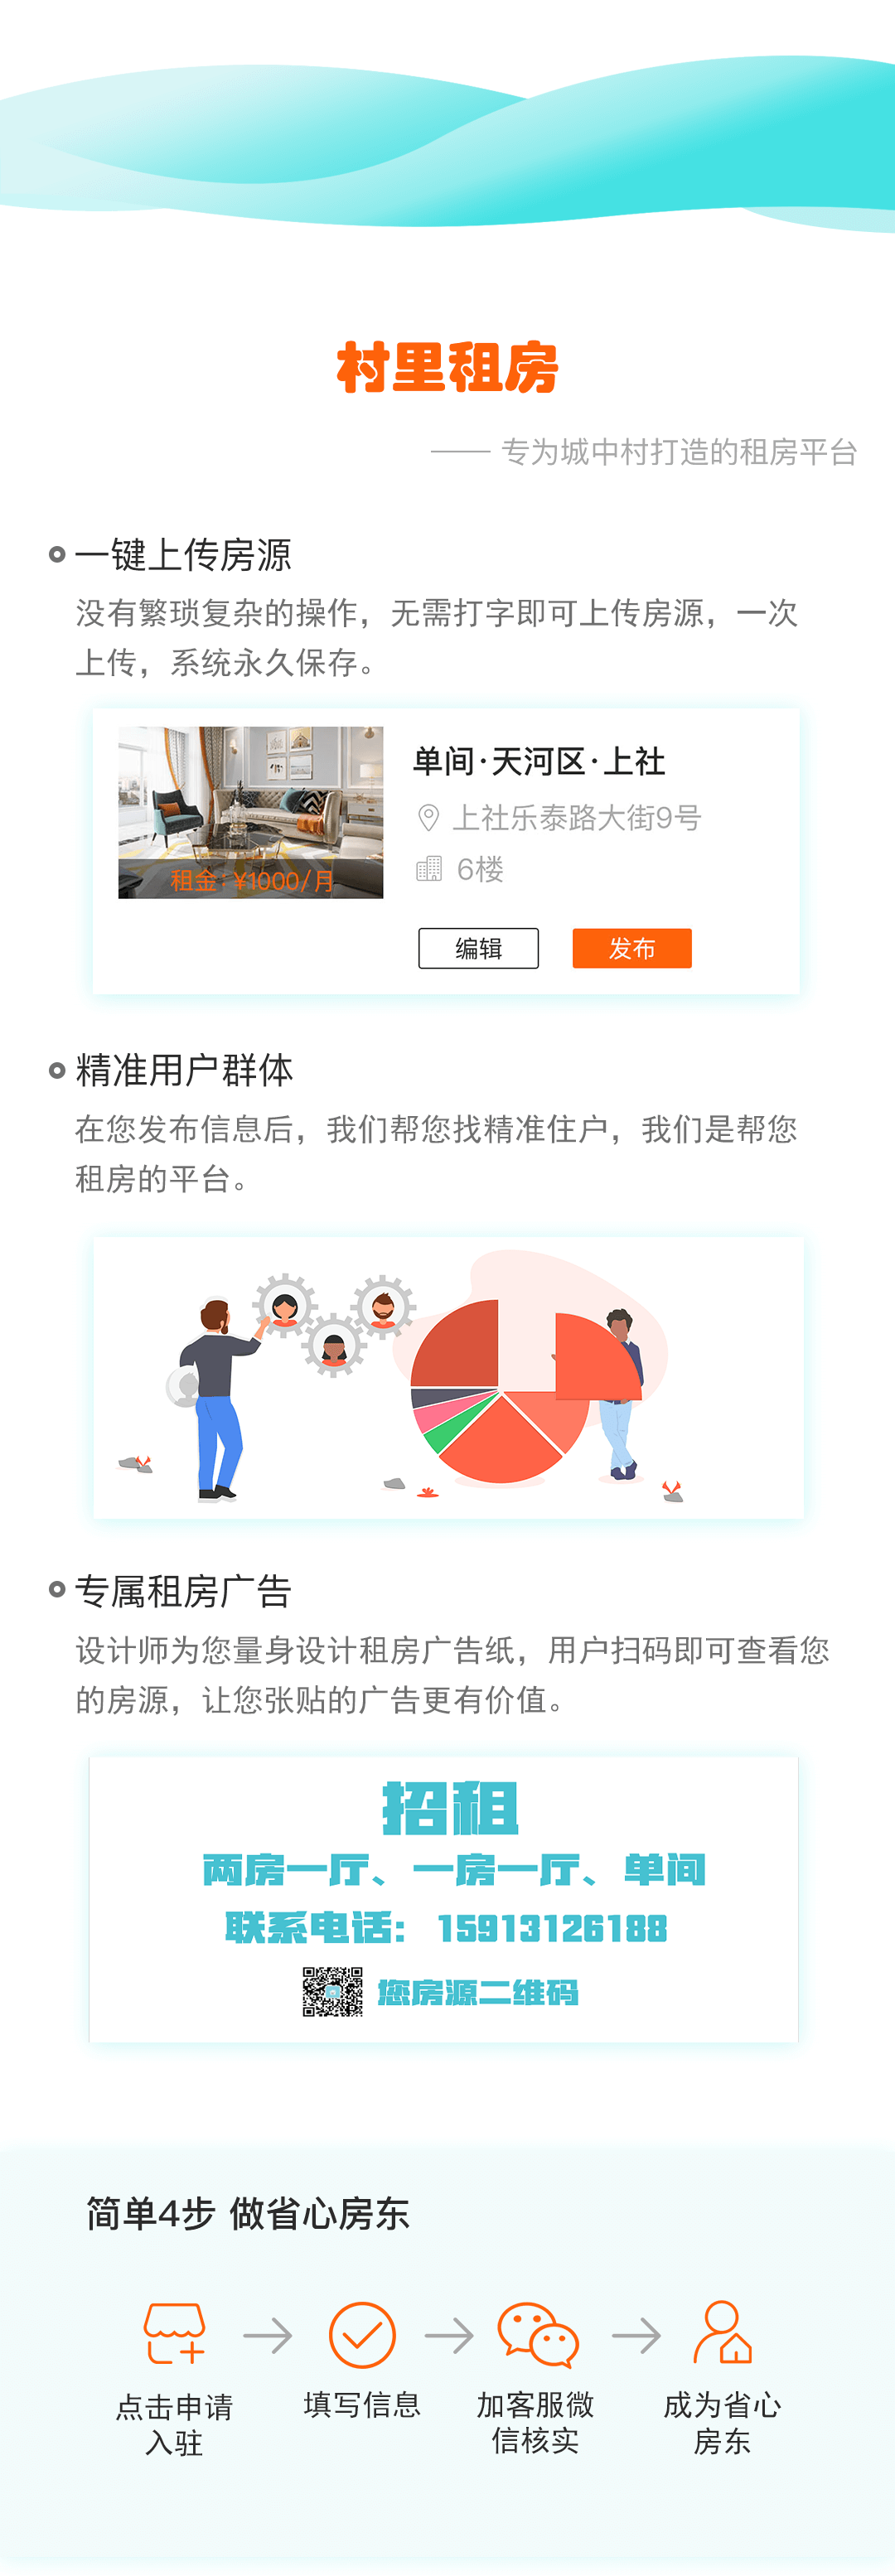 村里租房
—— 专为城中村打造的租房平台
一键上传房源
没有繁琐复杂的操作，无需打字即可上传房源，一次
上传，系统永久保存。
单间·天河区·上社
上社乐泰路大街9号
6楼
租金：¥1000/月
编辑 发布
精准用户群体
在您发布信息后，我们帮您找精准住户，我们是帮您
租房的平台。
专属租房广告
设计师为您量身设计租房广告纸，用户扫码即可查看您
的房源，让您张贴的广告更有价值。
招租
两房一厅、一房一厅、单间
联系电话：15913126188
您房源二维码
简单4步 做省心房东
点击申请
入驻
填写信息
加客服微
信核实
成为省心
房东